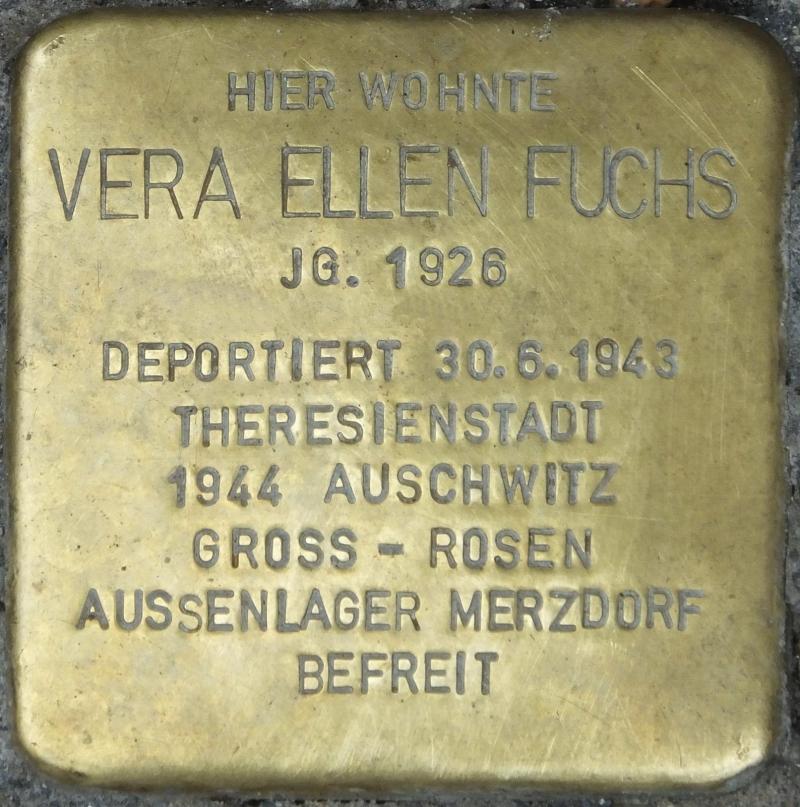 HIER WOHNTE
VERA ELLEN FUCHS
JG. 1926
DEPORTIERT 30.6.1943
THERESIENSTADT
1944 AUSCHWITZ
GROSS - ROSEN
AUSSENLAGER MERZDORF
BEFREIT